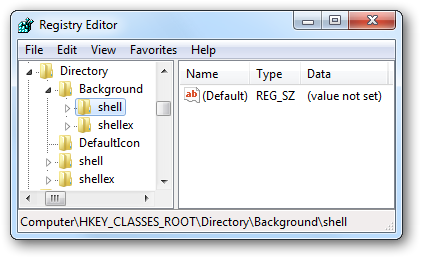 Registry Editor
File Edit View Favorites Help
Directory
Background
shell
shellex
DefaultIcon
shell
shellex
Name Type Data
ab (Default) REG_SZ (value not set)
Computer\HKEY_CLASSES_ROOT\Directory\Background\shell